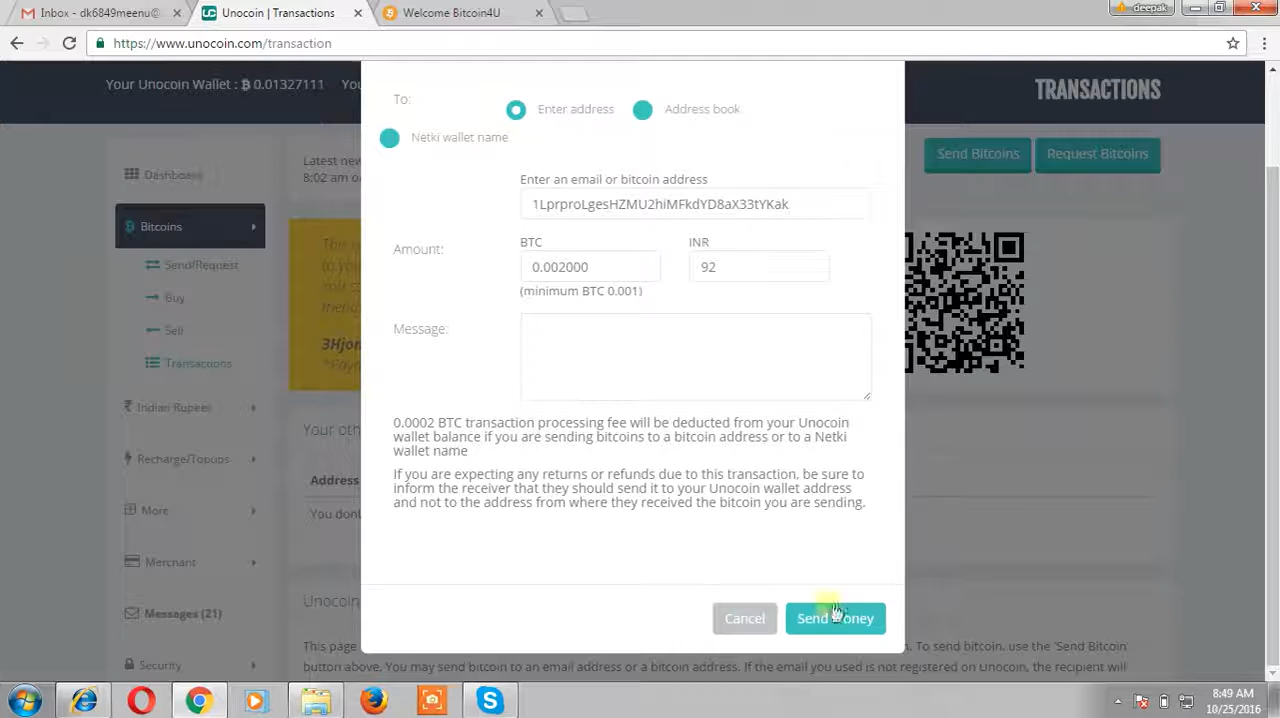 Inbox - dk6849meenu@
Unocoin | Transactions
Welcome Bitcoin4U
deepak
https://www.unocoin.com/transaction
Your Unocoin Wallet : ฿ 0.01327111
TRANSACTIONS
To:
Enter address
Address book
Netki wallet name
Send Bitcoins
Request Bitcoins
Latest new
8:02 am o
Dashboard
Bitcoins
Send/Request
Buy
Sell
Transactions
Indian Rupees
Recharge/Topups
More
Merchant
Messages (21)
Security
3Hjon
Enter an email or bitcoin address
1LprproLgesHZMU2hiMFkdYD8aX33tYKak
Amount:
BTC
INR
0.002000
92
(minimum BTC 0.001)
Message:
0.0002 BTC transaction processing fee will be deducted from your Unocoin
wallet balance if you are sending bitcoins to a bitcoin address or to a Netki
wallet name
If you are expecting any returns or refunds due to this transaction, be sure to
inform the receiver that they should send it to your Unocoin wallet address
and not to the address from where they received the bitcoin you are sending.
Your othe
Address
You dont
Cancel
Send Money
Unocoin
This page
button above. You may send bitcoin to an email address or a bitcoin address. If the email you used is not registered on Unocoin, the recipient will
. To send bitcoin, use the 'Send Bitcoin
8:49 AM
10/25/2016